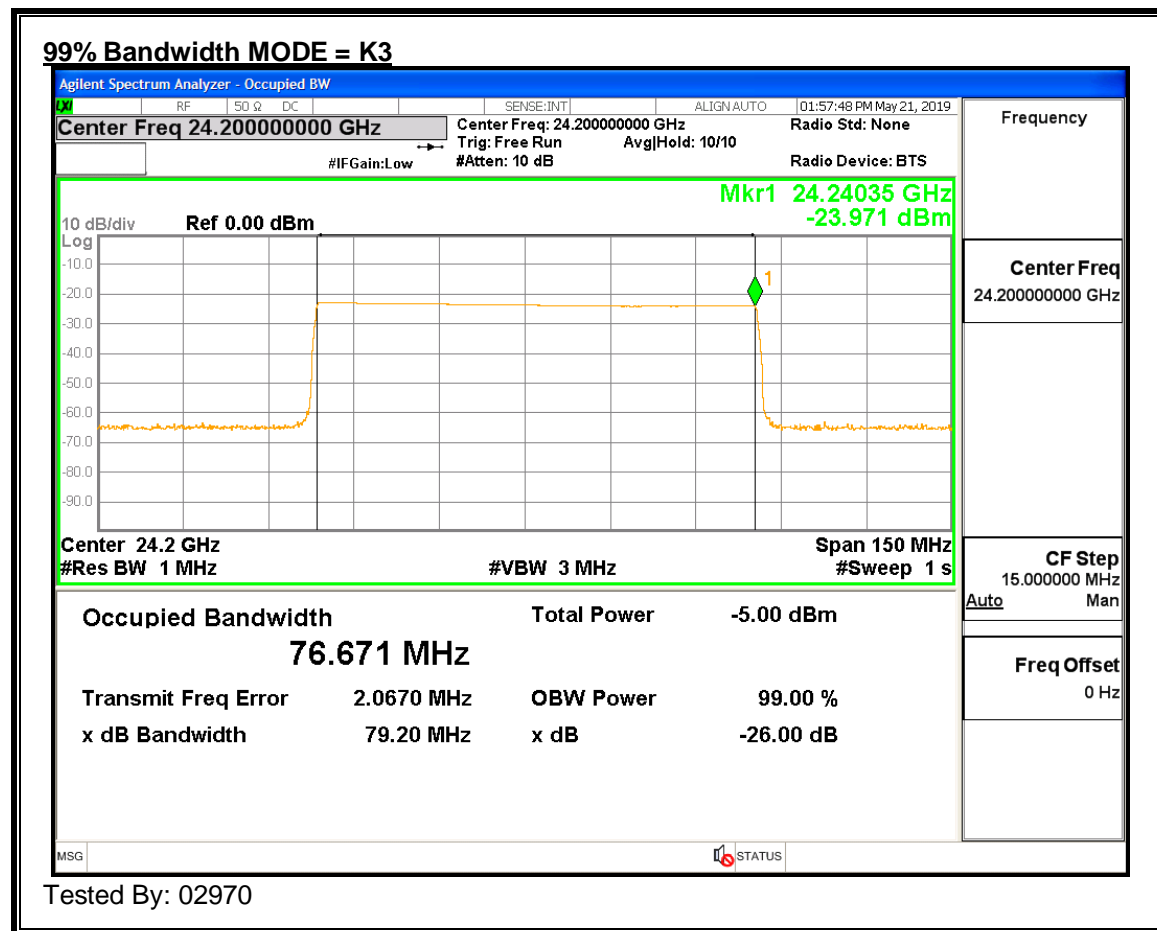 99% Bandwidth MODE = K3
Agilent Spectrum Analyzer - Occupied BW
LXI RF 50 Ω DC SENSE:INT ALIGN AUTO 01:57:48 PM May 21, 2019
Center Freq 24.200000000 GHz Center Freq: 24.200000000 GHz Radio Std: None
Trig: Free Run Avg|Hold: 10/10
#IFGain:Low #Atten: 10 dB Radio Device: BTS
Frequency
Mkr1 24.24035 GHz
-23.971 dBm
10 dB/div Ref 0.00 dBm
Log
-10.0
-20.0
-30.0
-40.0
-50.0
-60.0
-70.0
-80.0
-90.0
1
Center Freq
24.200000000 GHz
Center 24.2 GHz Span 150 MHz
#Res BW 1 MHz #VBW 3 MHz #Sweep 1 s
CF Step
15.000000 MHz
Auto Man
Occupied Bandwidth Total Power -5.00 dBm
76.671 MHz
Transmit Freq Error 2.0670 MHz OBW Power 99.00 %
x dB Bandwidth 79.20 MHz x dB -26.00 dB
Freq Offset
0 Hz
MSG STATUS
Tested By: 02970